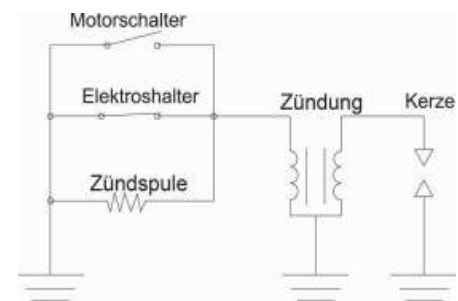 Motorschalter
Elektroshalter
Zündung
Kerze
Zündspule